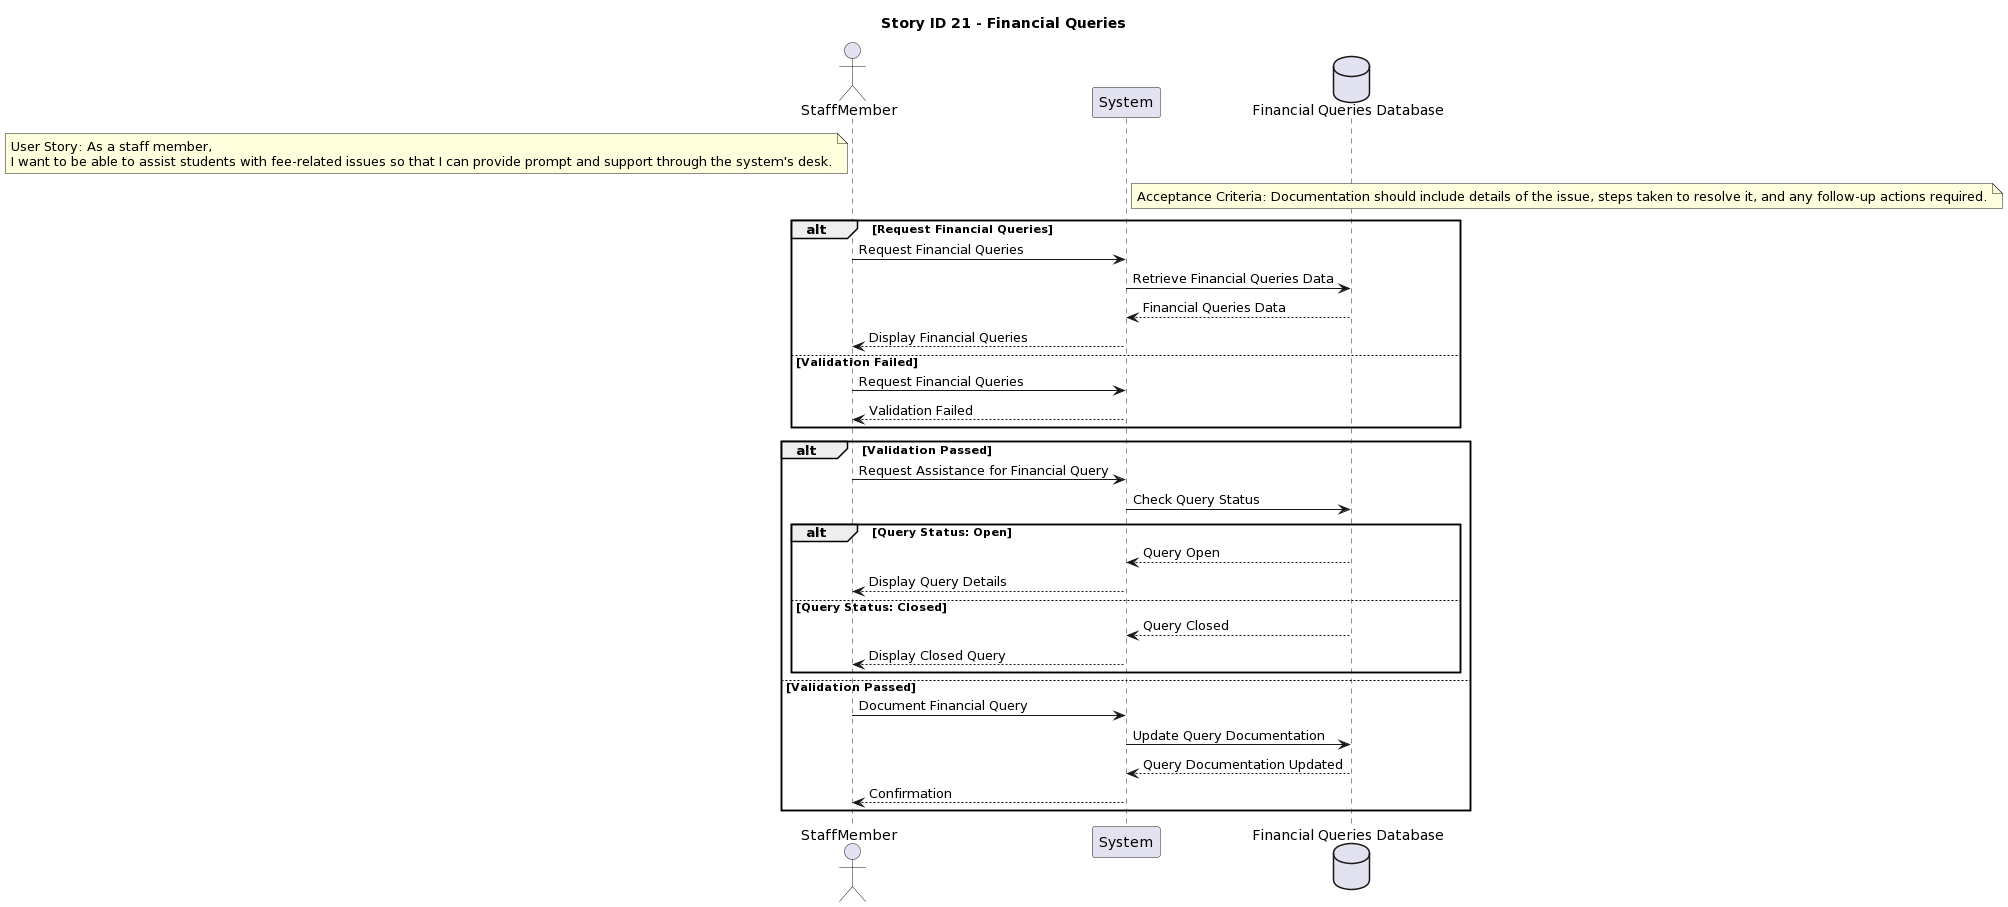 Story ID 21 - Financial Queries
StaffMember
System
Financial Queries Database
User Story: As a staff member,
I want to be able to assist students with fee-related issues so that I can provide prompt and support through the system's desk.
Acceptance Criteria: Documentation should include details of the issue, steps taken to resolve it, and any follow-up actions required.
alt [Request Financial Queries]
Request Financial Queries
Retrieve Financial Queries Data
Financial Queries Data
Display Financial Queries
[Validation Failed]
Request Financial Queries
Validation Failed
alt [Validation Passed]
Request Assistance for Financial Query
Check Query Status
alt [Query Status: Open]
Query Open
Display Query Details
[Query Status: Closed]
Query Closed
Display Closed Query
[Validation Passed]
Document Financial Query
Update Query Documentation
Query Documentation Updated
Confirmation
StaffMember
System
Financial Queries Database